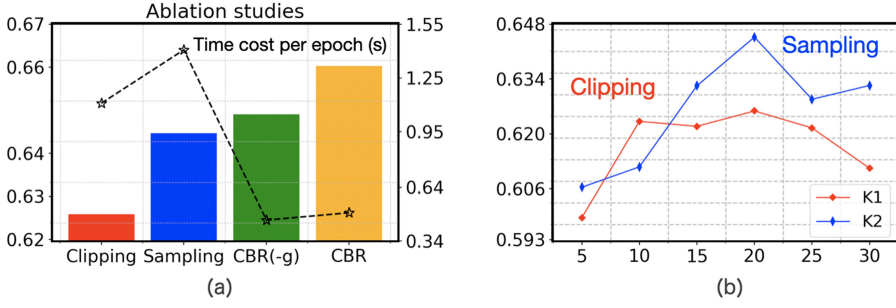 Ablation studies
0.67
0.66
0.64
0.63
0.62
1.55
1.25
0.95
0.64
0.34
Time cost per epoch (s)
Clipping Sampling CBR(-g) CBR
(a)
0.648
0.634
0.620
0.606
0.593
Sampling
Clipping
K1
K2
5 10 15 20 25 30
(b)